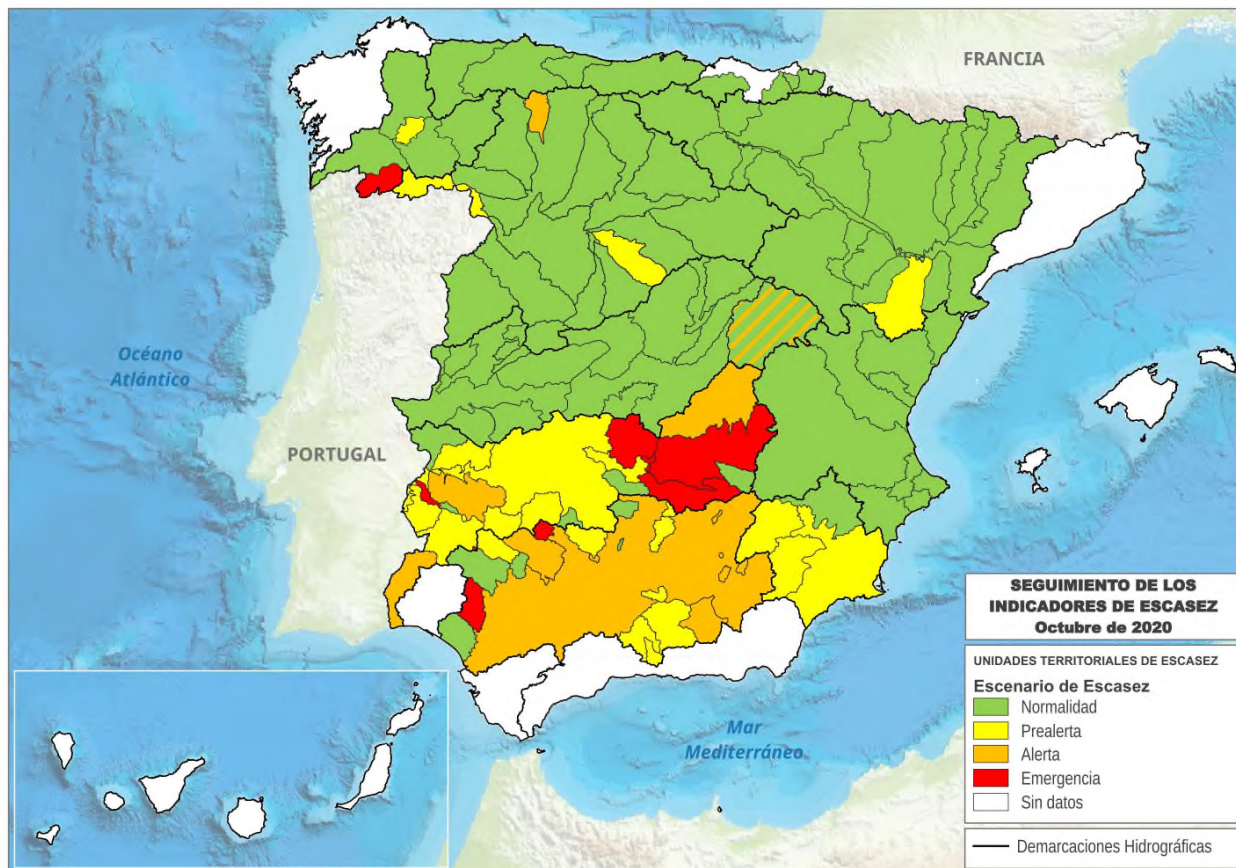 FRANCIA
Océano
Atlántico
PORTUGAL
Mar
Mediterráneo
SEGUIMIENTO DE LOS
INDICADORES DE ESCASEZ
Octubre de 2020
UNIDADES TERRITORIALES DE ESCASEZ
Escenario de Escasez
Normalidad
Prealerta
Alerta
Emergencia
Sin datos
Demarcaciones Hidrográficas